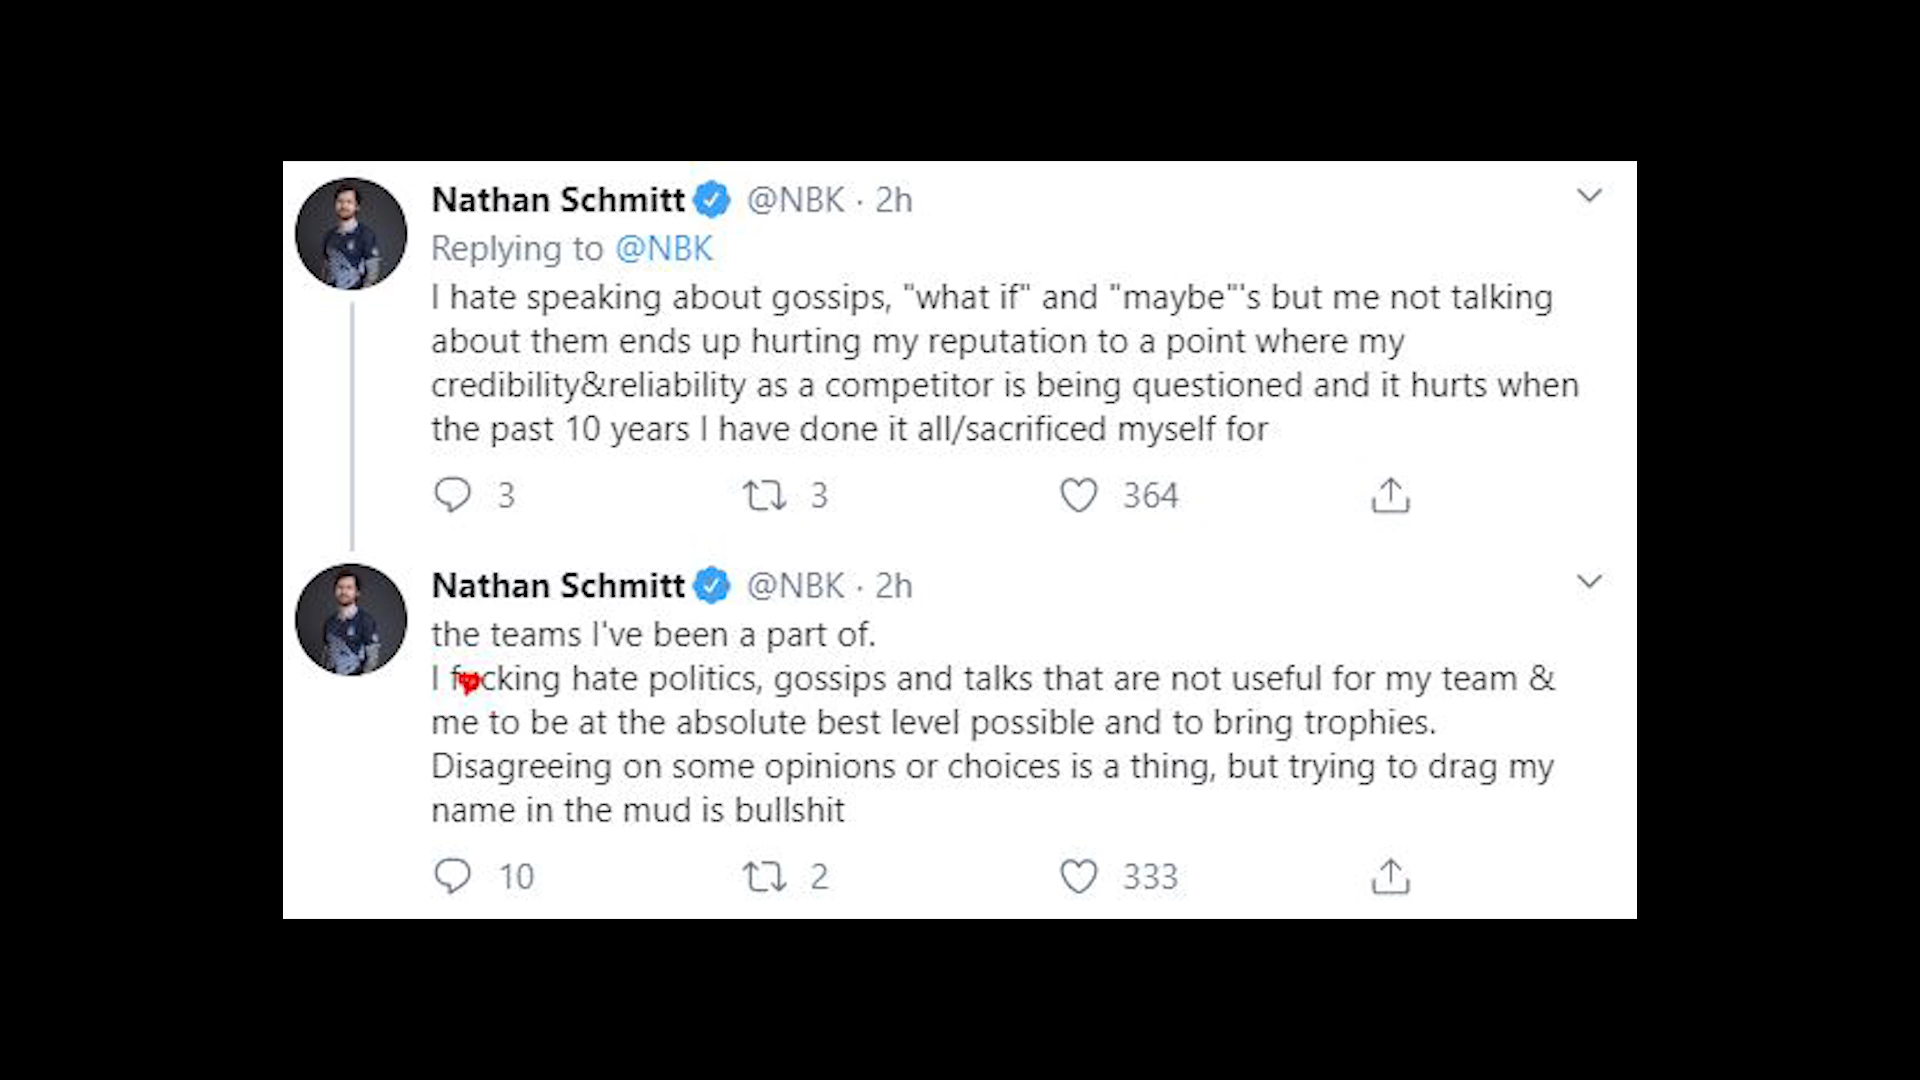 Nathan Schmitt @NBK · 2h
Replying to @NBK
I hate speaking about gossips, "what if" and "maybe"'s but me not talking
about them ends up hurting my reputation to a point where my
credibility&reliability as a competitor is being questioned and it hurts when
the past 10 years I have done it all/sacrificed myself for
3 3 364
Nathan Schmitt @NBK · 2h
the teams I've been a part of.
I fucking hate politics, gossips and talks that are not useful for my team &
me to be at the absolute best level possible and to bring trophies.
Disagreeing on some opinions or choices is a thing, but trying to drag my
name in the mud is bullshit
10 2 333